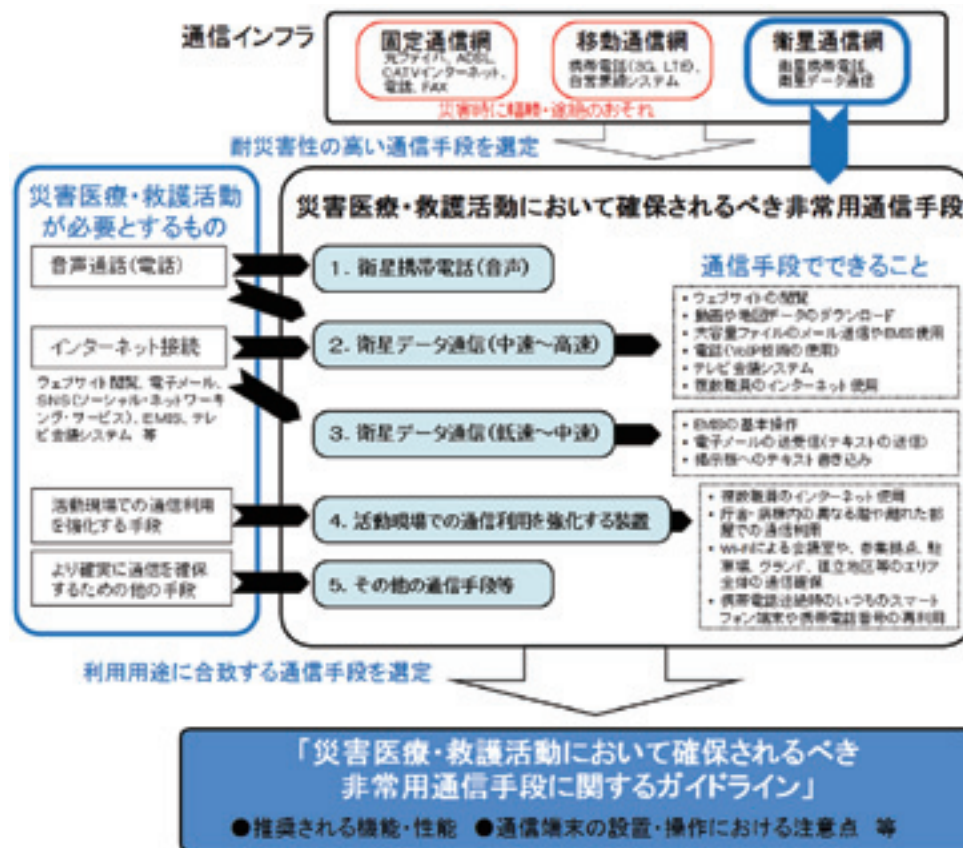 通信インフラ
固定通信網
光ファイバ、ADSL、
CATVインターネット、
電話、FAX
移動通信網
携帯電話(3G, LTE)、
自営無線システム
衛星通信網
衛星携帯電話、
衛星データ通信
災害時に輻輳・途絶のおそれ
耐災害性の高い通信手段を選定
災害医療・救護活動
が必要とするもの
音声通話(電話)
インターネット接続
ウェブサイト閲覧、電子メール、
SNS(ソーシャル・ネットワーキ
ング・サービス)、EMIS、テレ
ビ会議システム 等
活動現場での通信利用
を強化する手段
より確実に通信を確保
するための他の手段
災害医療・救護活動において確保されるべき非常用通信手段
1. 衛星携帯電話(音声)
2. 衛星データ通信(中速～高速)
3. 衛星データ通信(低速～中速)
4. 活動現場での通信利用を強化する装置
5. その他の通信手段等
通信手段でできること
• ウェブサイトの閲覧
• 動画や地図データのダウンロード
• 大容量ファイルのメール送信やEMIS使用
• 電話(VoIP技術の使用)
• テレビ会議システム
• 複数職員のインターネット使用
• EMISの基本操作
• 電子メールの送受信(テキストの送信)
• 掲示板へのテキスト書き込み
• 複数職員のインターネット使用
• 庁舎・病棟内の異なる階や離れた部
屋での通信利用
• Wi-Fiによる会議室や、参集拠点、駐
車場、グランド、孤立地区等のエリア
全体の通信確保
• 携帯電話途絶時のいつものスマート
フォン端末や携帯電話番号の再利用
利用用途に合致する通信手段を選定
「災害医療・救護活動において確保されるべき
非常用通信手段に関するガイドライン」
●推奨される機能・性能 ●通信端末の設置・操作における注意点 等